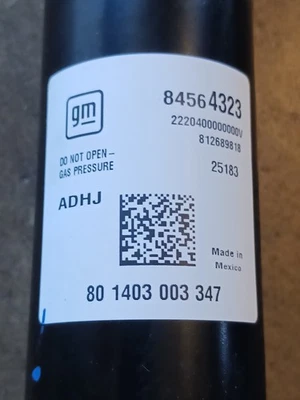 gm
84564323
2220400000000V
812689818
DO NOT OPEN–
GAS PRESSURE
25183
ADHJ
Made in
Mexico
80 1403 003 347